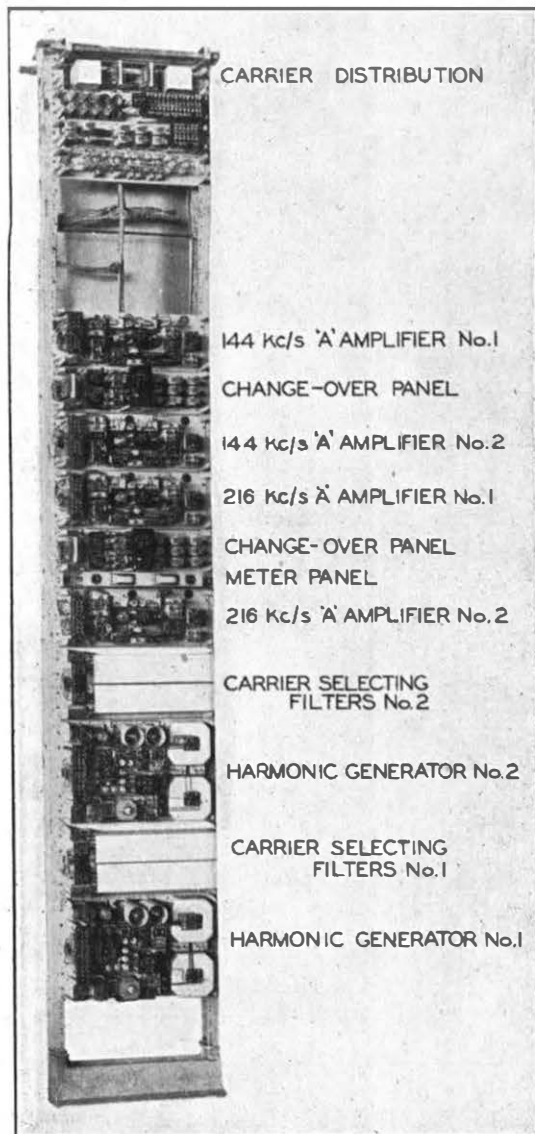 CARRIER DISTRIBUTION
144 Kc/s 'A' AMPLIFIER No.1
CHANGE-OVER PANEL
144 Kc/s 'A' AMPLIFIER No.2
216 Kc/s 'A' AMPLIFIER No.1
CHANGE-OVER PANEL
METER PANEL
216 Kc/s 'A' AMPLIFIER No.2
CARRIER SELECTING
FILTERS No.2
HARMONIC GENERATOR No.2
CARRIER SELECTING
FILTERS No.1
HARMONIC GENERATOR No.1